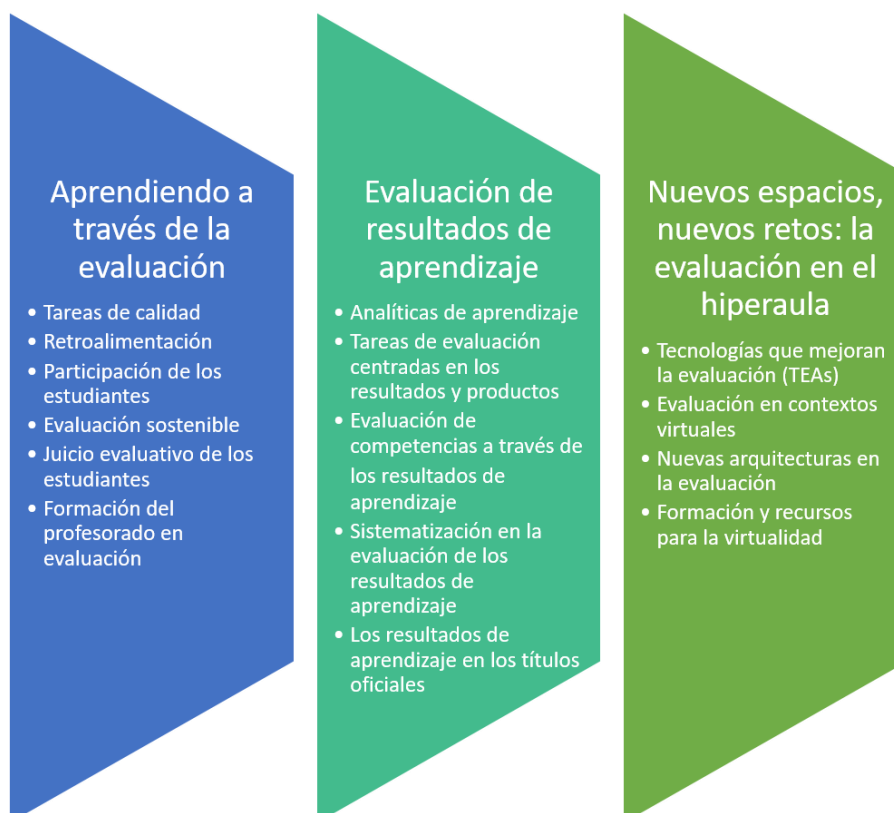 Aprendiendo a
través de la
evaluación
• Tareas de calidad
• Retroalimentación
• Participación de los
estudiantes
• Evaluación sostenible
• Juicio evaluativo de los
estudiantes
• Formación del
profesorado en
evaluación
Evaluación de
resultados de
aprendizaje
• Analíticas de aprendizaje
• Tareas de evaluación
centradas en los
resultados y productos
• Evaluación de
competencias a través de
los resultados de
aprendizaje
• Sistematización en la
evaluación de los
resultados de
aprendizaje
• Los resultados de
aprendizaje en los títulos
oficiales
Nuevos espacios,
nuevos retos: la
evaluación en el
hiperaula
• Tecnologías que mejoran
la evaluación (TEAs)
• Evaluación en contextos
virtuales
• Nuevas arquitecturas en
la evaluación
• Formación y recursos
para la virtualidad